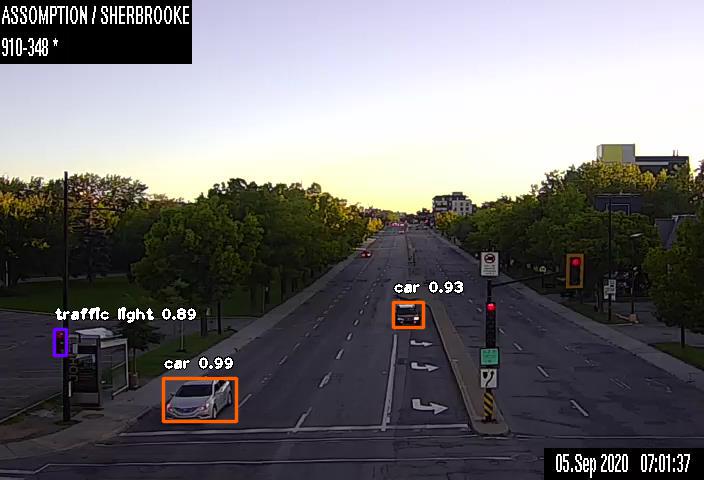 ASSOMPTION / SHERBROOKE
910-348 *
car 0.93
traffic light 0.89
car 0.99
05.Sep 2020 07:01:37